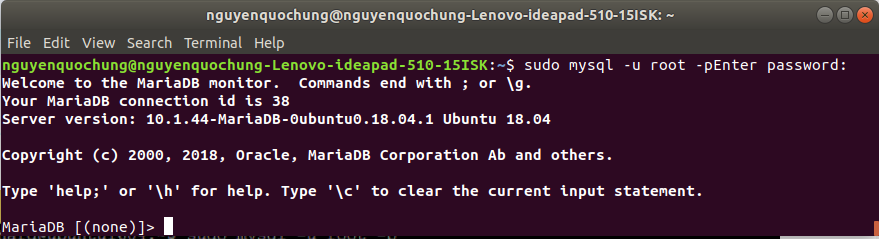 nguyenquochung@nguyenquochung-Lenovo-ideapad-510-15ISK: ~
File Edit View Search Terminal Help
nguyenquochung@nguyenquochung-Lenovo-ideapad-510-15ISK:~$ sudo mysql -u root -pEnter password:
Welcome to the MariaDB monitor.  Commands end with ; or \g.
Your MariaDB connection id is 38
Server version: 10.1.44-MariaDB-0ubuntu0.18.04.1 Ubuntu 18.04
Copyright (c) 2000, 2018, Oracle, MariaDB Corporation Ab and others.
Type 'help;' or '\h' for help. Type '\c' to clear the current input statement.
MariaDB [(none)]>